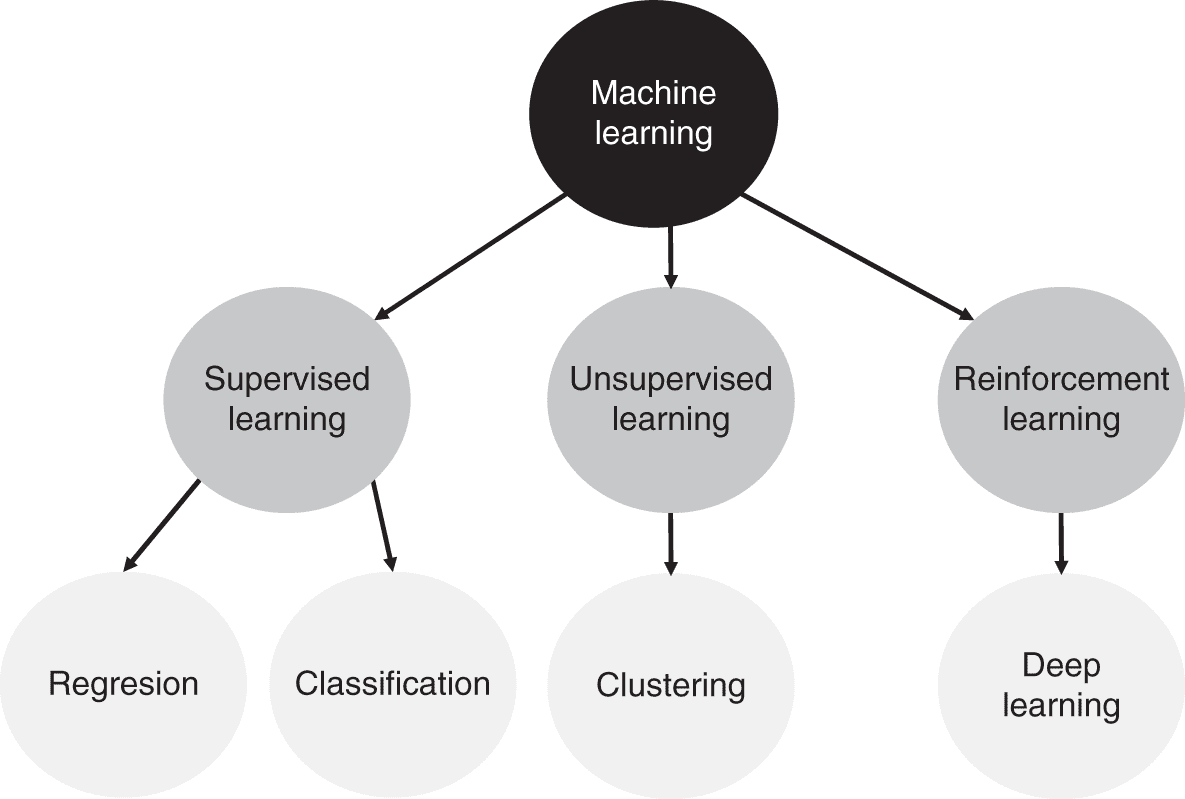 Machine
learning
Supervised
learning
Unsupervised
learning
Reinforcement
learning
Regresion
Classification
Clustering
Deep
learning